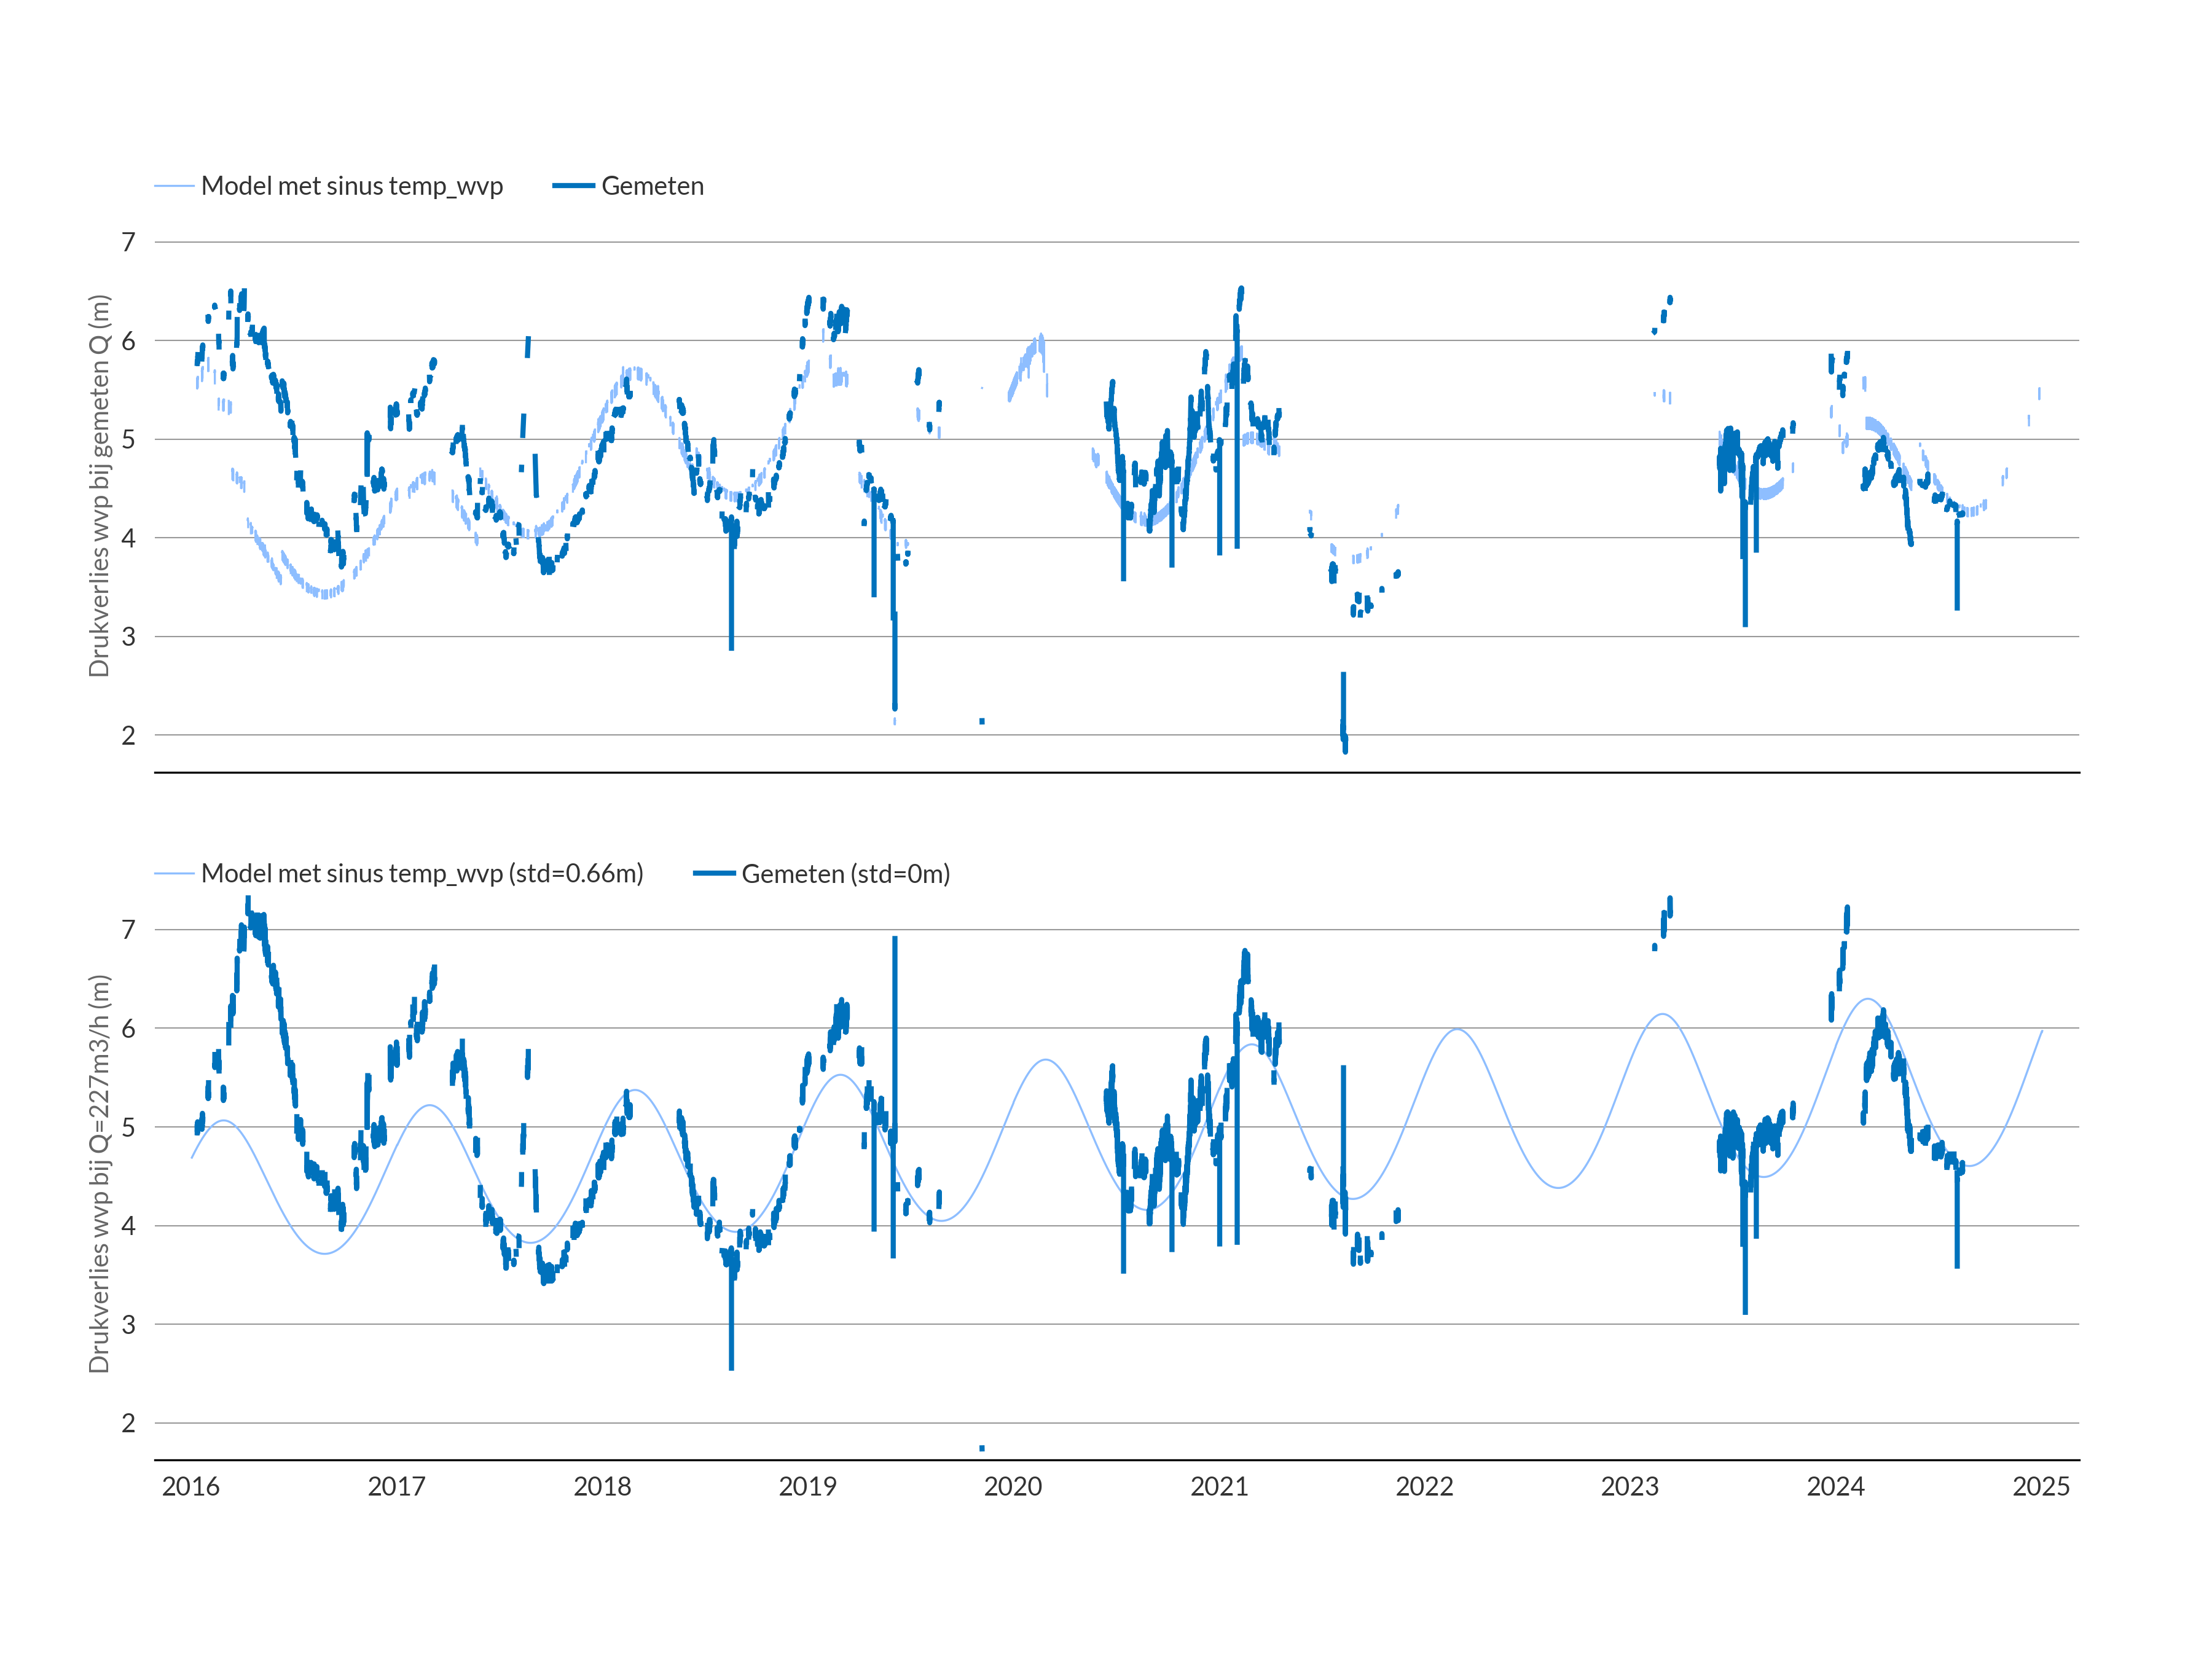 Model met sinus temp_wvp Gemeten
Drukverlies wvp bij gemeten Q (m)
7
6
5
4
3
2
Model met sinus temp_wvp (std=0.66m) Gemeten (std=0m)
Drukverlies wvp bij Q=227m3/h (m)
7
6
5
4
3
2
2016 2017 2018 2019 2020 2021 2022 2023 2024 2025